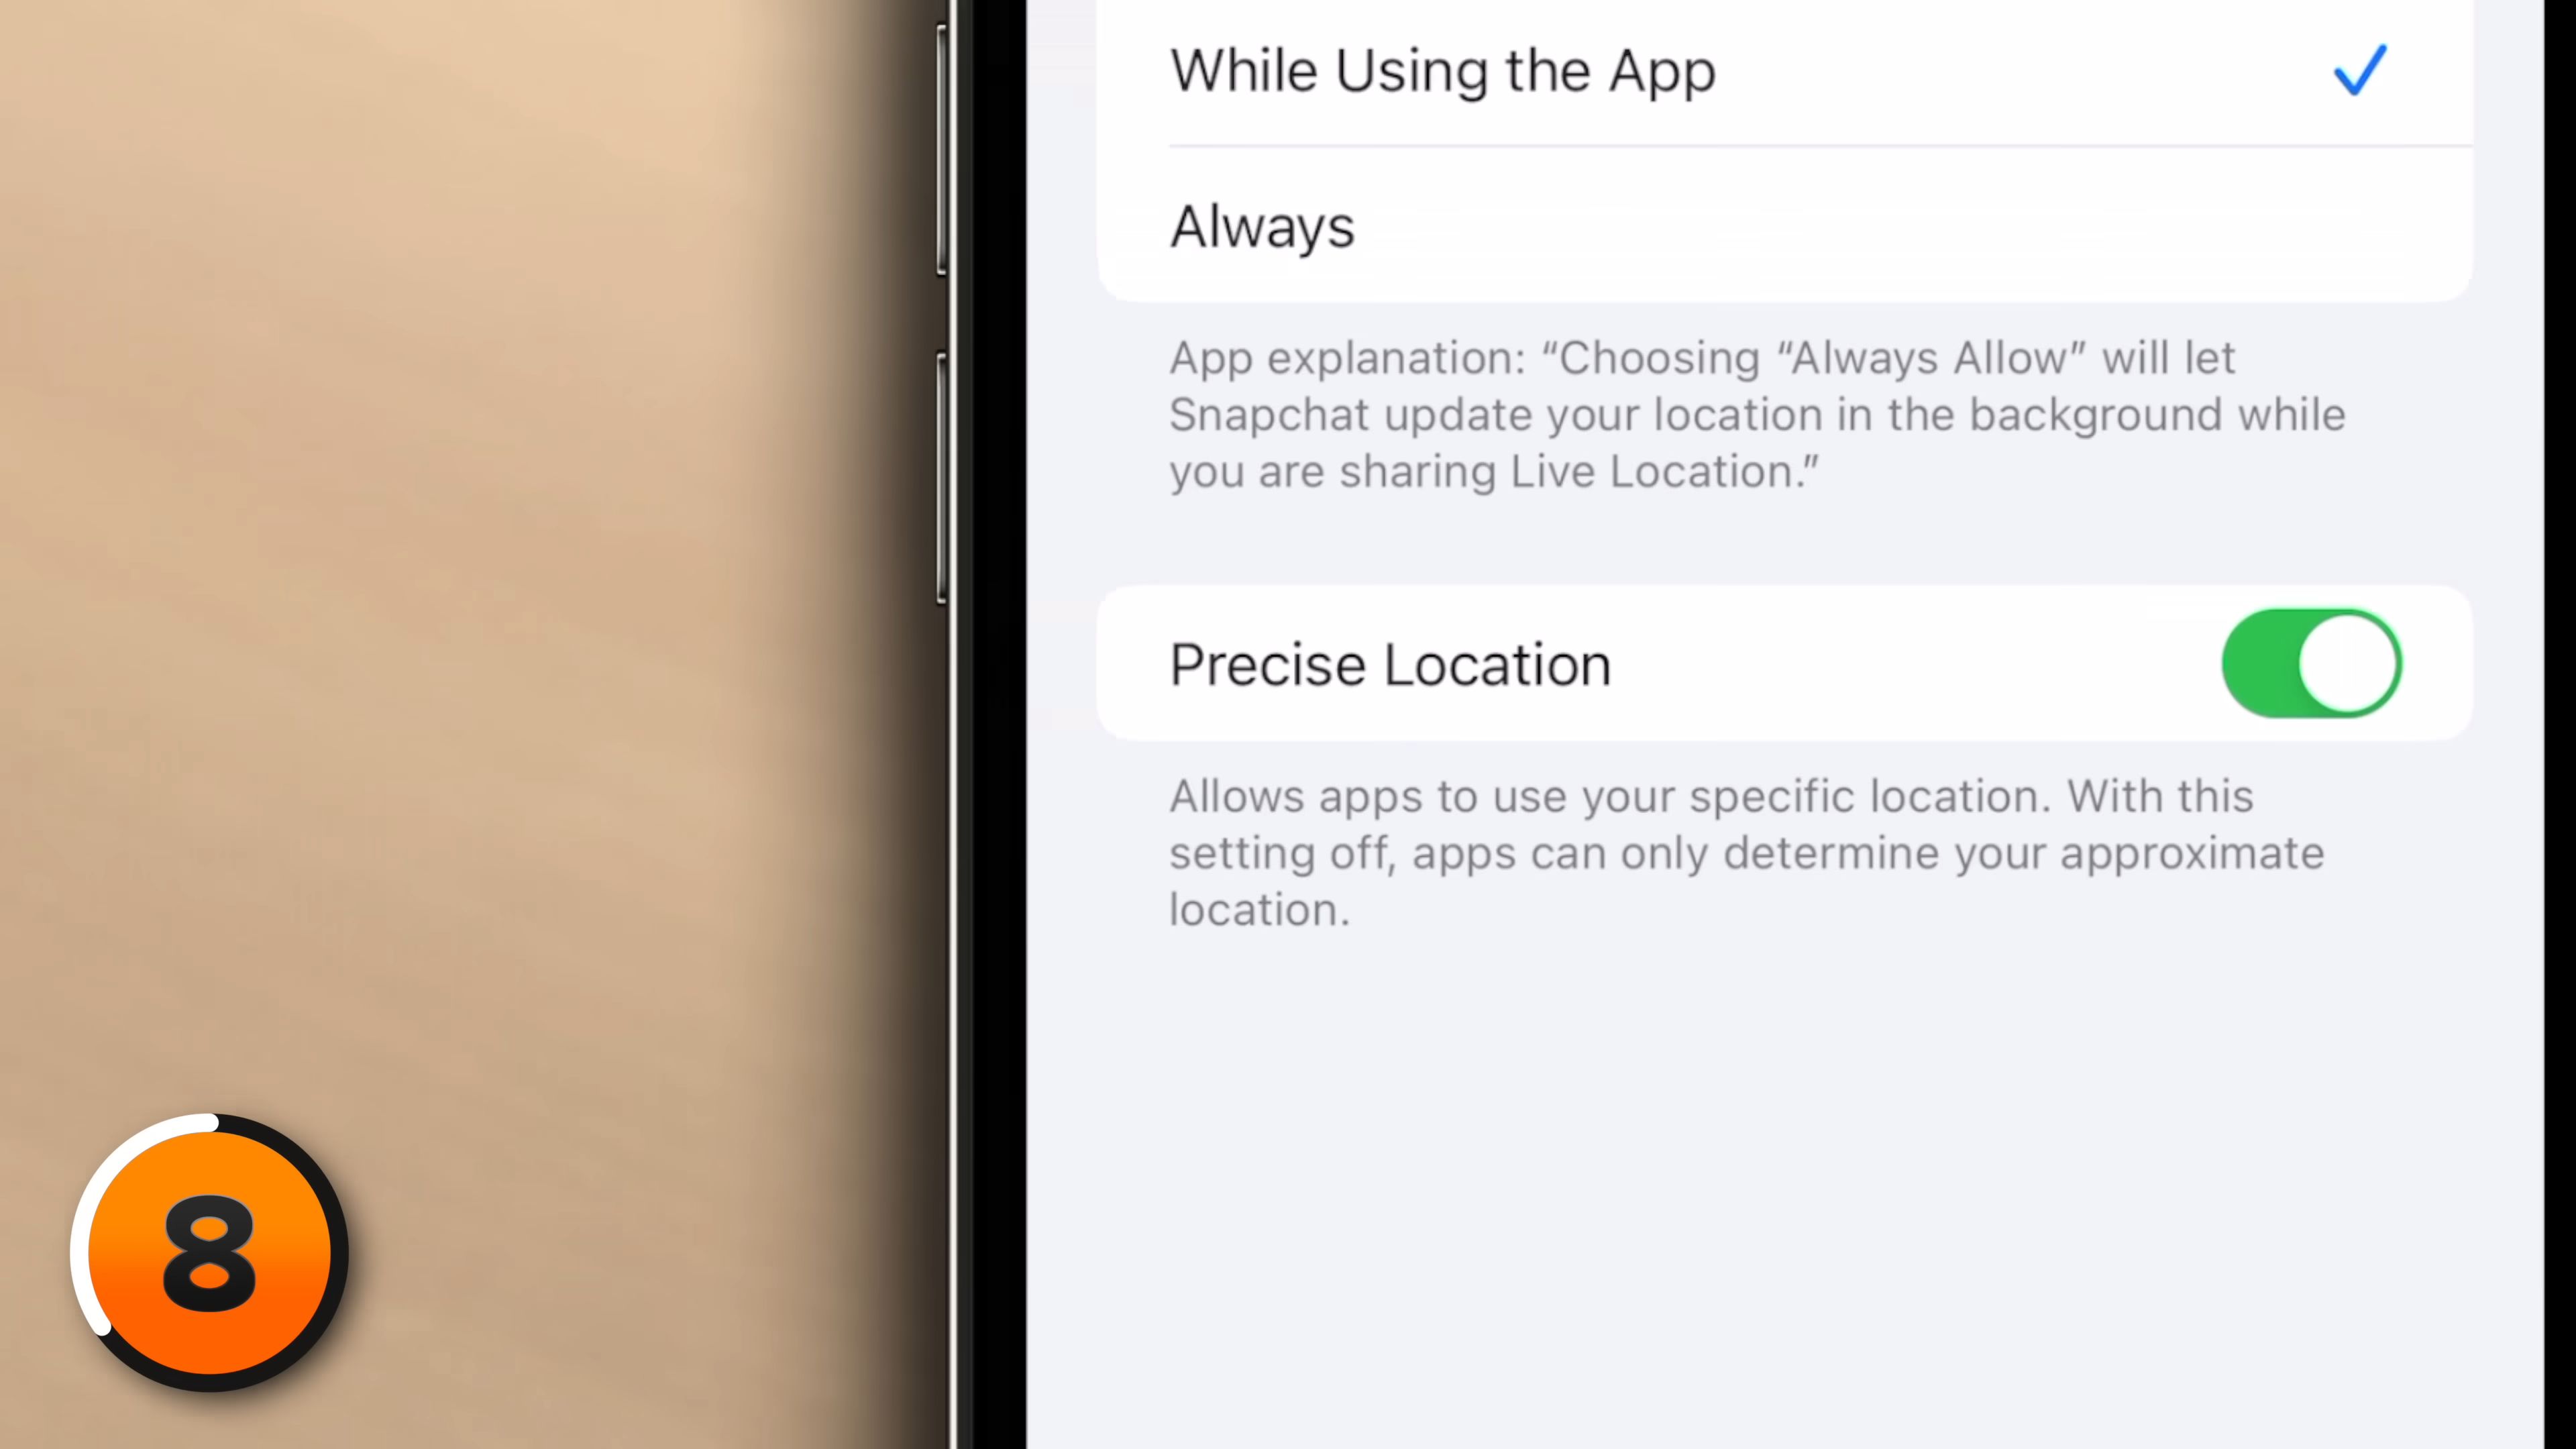 While Using the App
Always
App explanation: “Choosing “Always Allow” will let
Snapchat update your location in the background while
you are sharing Live Location.”
Precise Location
Allows apps to use your specific location. With this
setting off, apps can only determine your approximate
location.
8